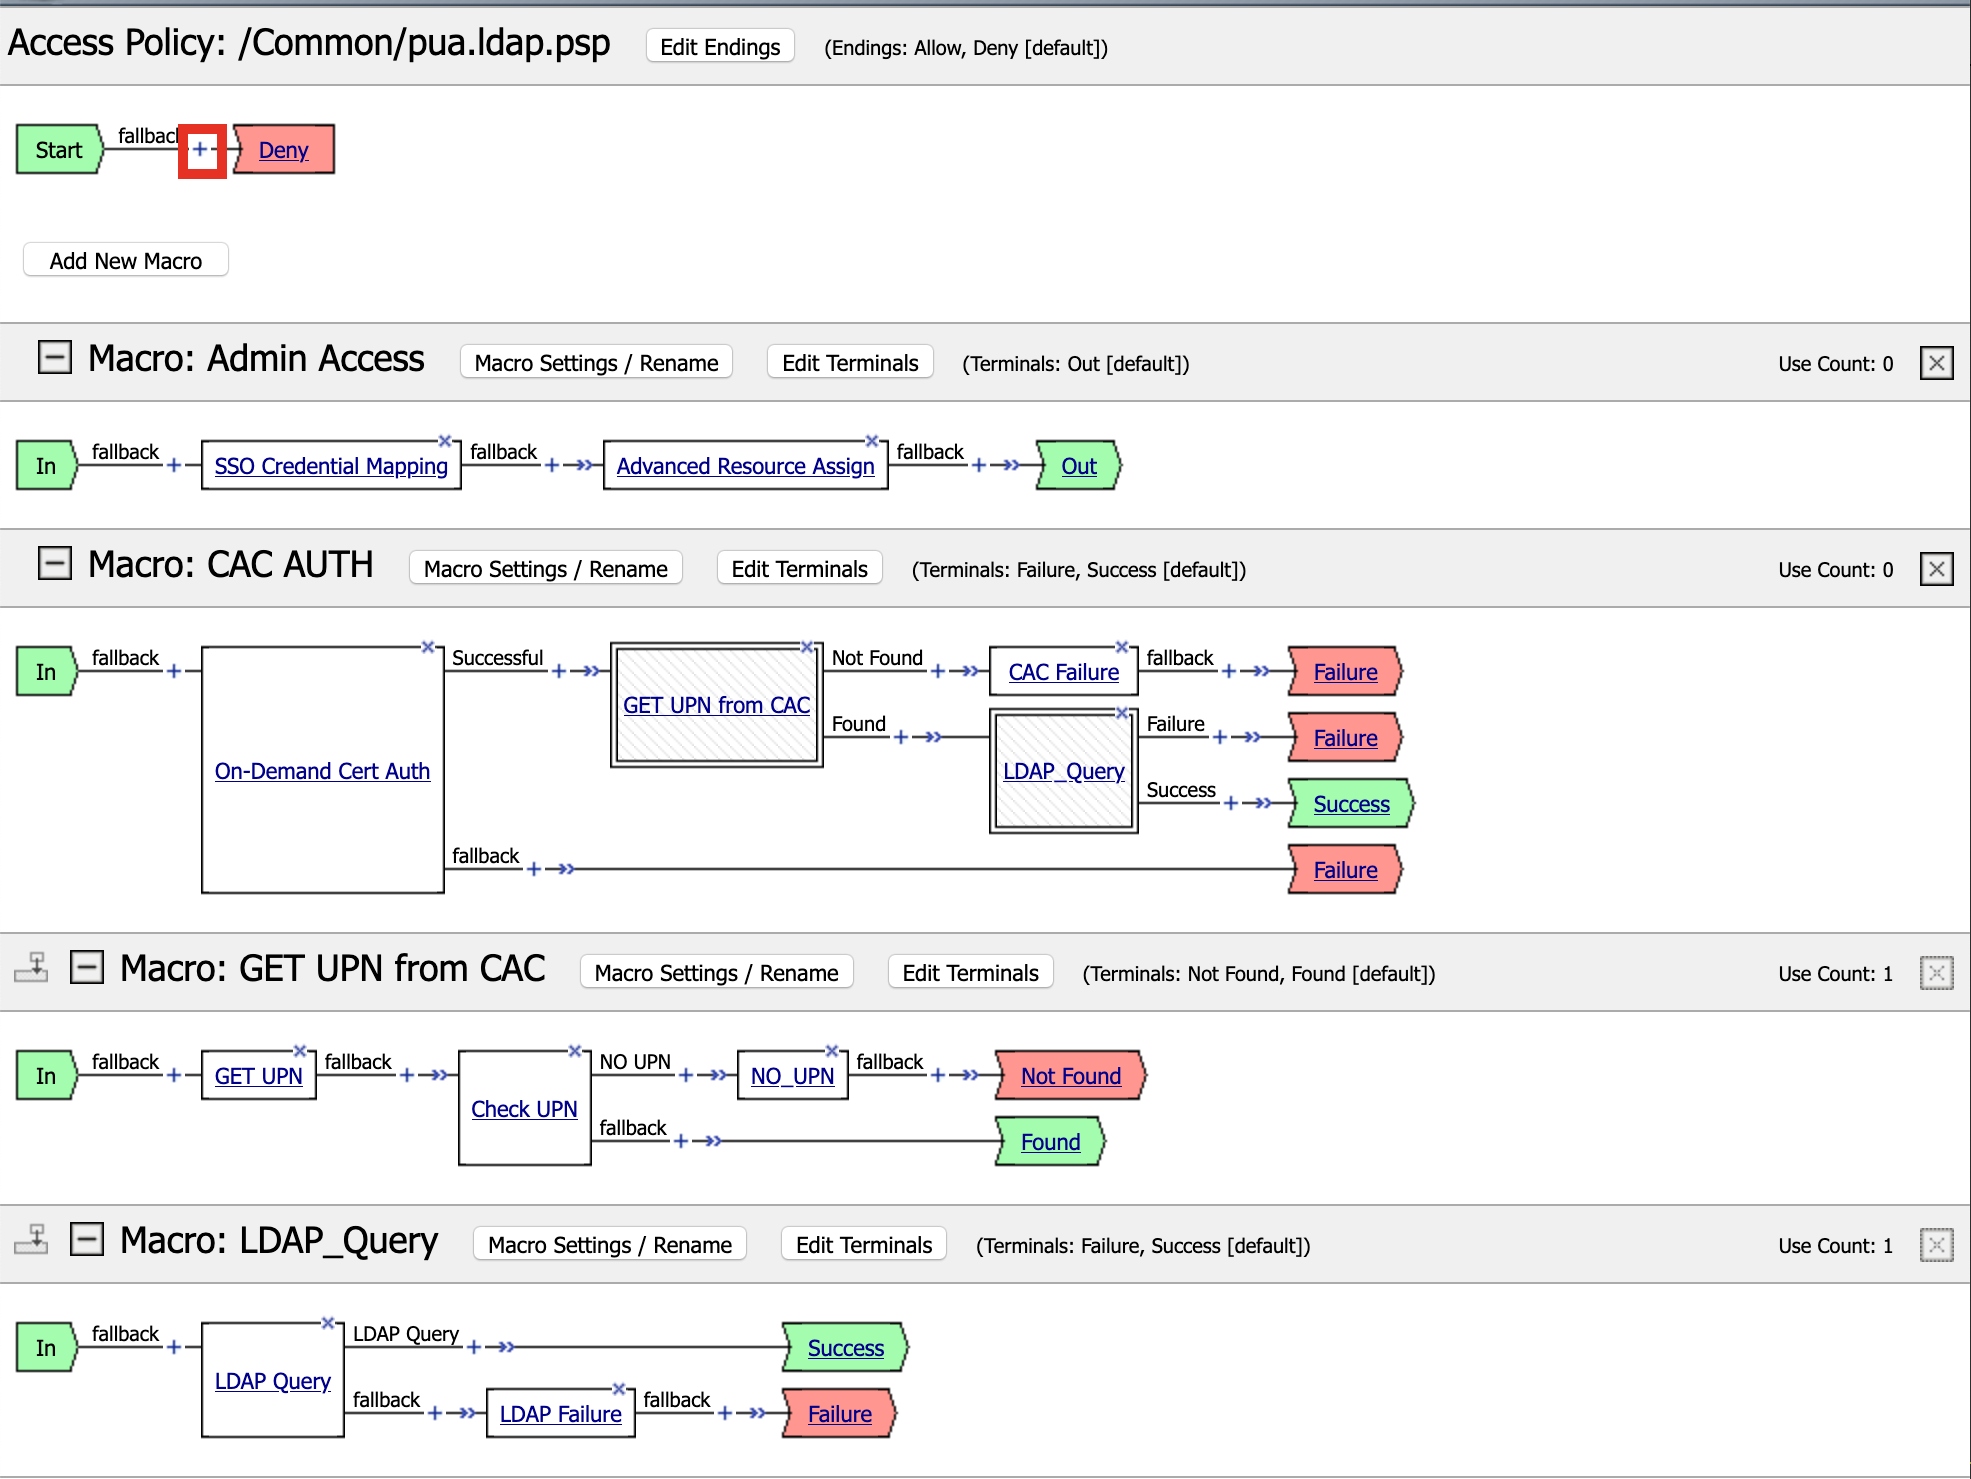 Access Policy: /Common/pua.ldap.psp Edit Endings (Endings: Allow, Deny [default])
Start fallback + Deny
Add New Macro
Macro: Admin Access Macro Settings / Rename Edit Terminals (Terminals: Out [default]) Use Count: 0
In fallback + SSO Credential Mapping fallback + Advanced Resource Assign fallback + Out
Macro: CAC AUTH Macro Settings / Rename Edit Terminals (Terminals: Failure, Success [default]) Use Count: 0
In fallback + Successful + Not Found + CAC Failure fallback + Failure
GET UPN from CAC
Found + Failure + Failure
On-Demand Cert Auth LDAP_Query
Success + Success
fallback + Failure
Macro: GET UPN from CAC Macro Settings / Rename Edit Terminals (Terminals: Not Found, Found [default]) Use Count: 1
In fallback + GET UPN fallback + NO UPN + NO_UPN fallback + Not Found
Check UPN
fallback + Found
Macro: LDAP_Query Macro Settings / Rename Edit Terminals (Terminals: Failure, Success [default]) Use Count: 1
In fallback + LDAP Query + Success
LDAP Query
fallback + LDAP Failure fallback + Failure